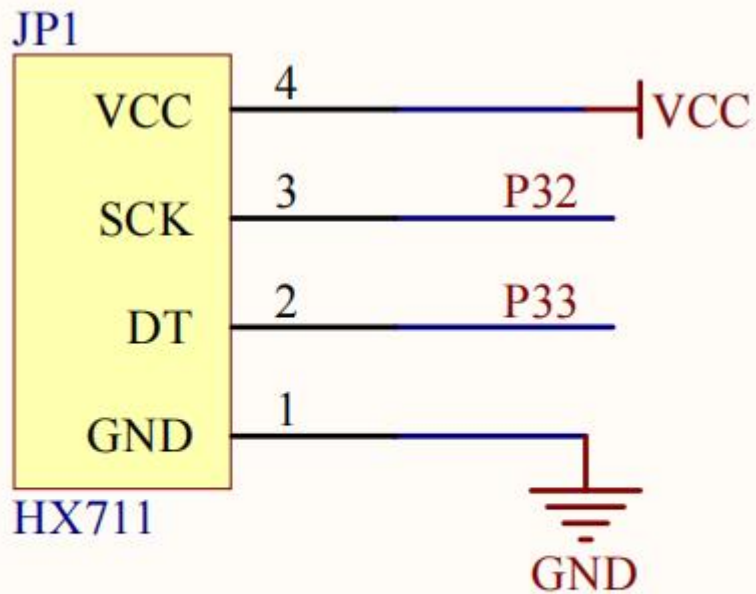 JP1
VCC 4 VCC
SCK 3 P32
DT 2 P33
GND 1
HX711
GND